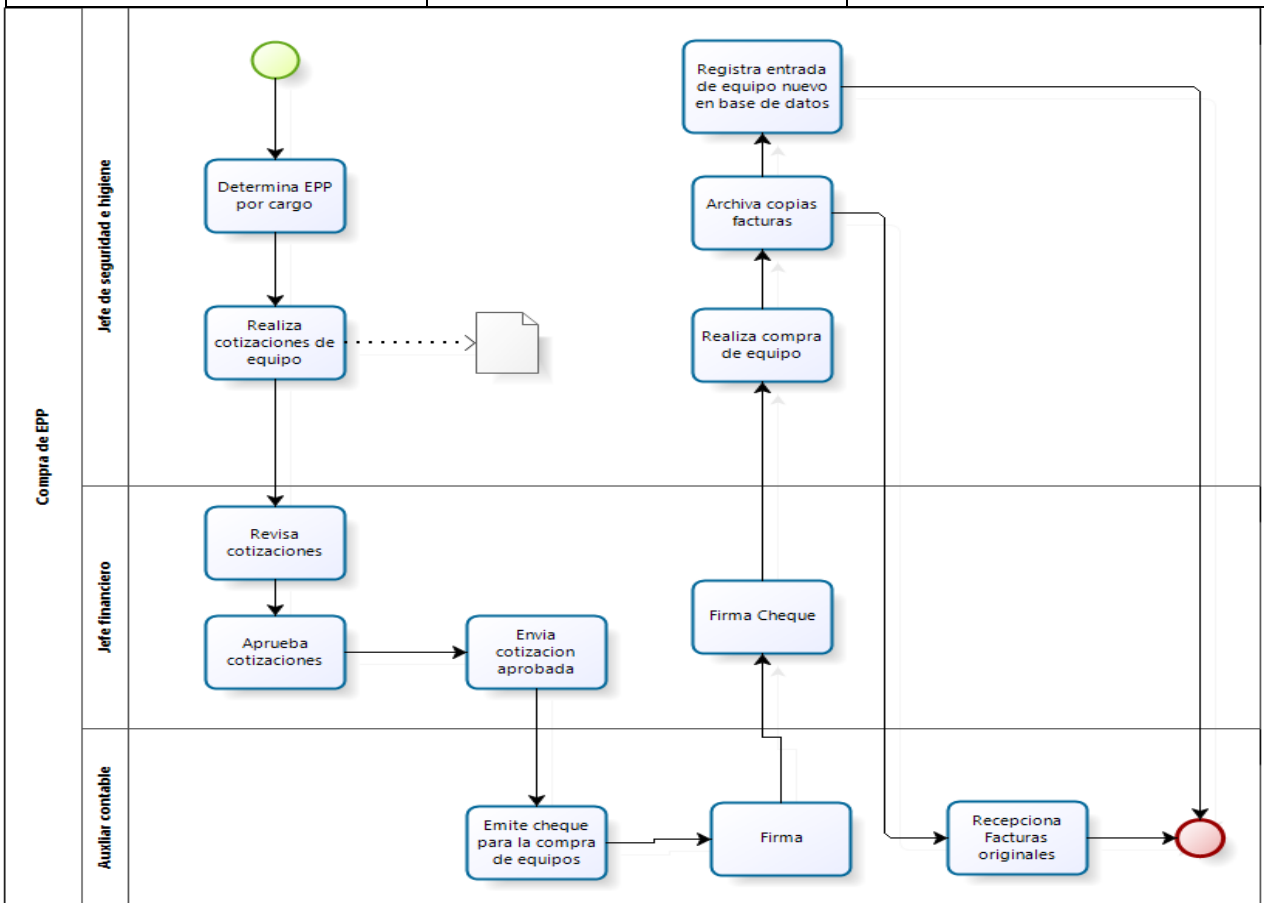 Compra de EPP
Jefe de seguridad e higiene
Determina EPP
por cargo
Realiza
cotizaciones de
equipo
Registra entrada
de equipo nuevo
en base de datos
Archiva copias
facturas
Realiza compra
de equipo
Jefe financiero
Revisa
cotizaciones
Aprueba
cotizaciones
Envia
cotizacion
aprobada
Firma Cheque
Auxliar contable
Emite cheque
para la compra
de equipos
Firma
Recepciona
Facturas
originales